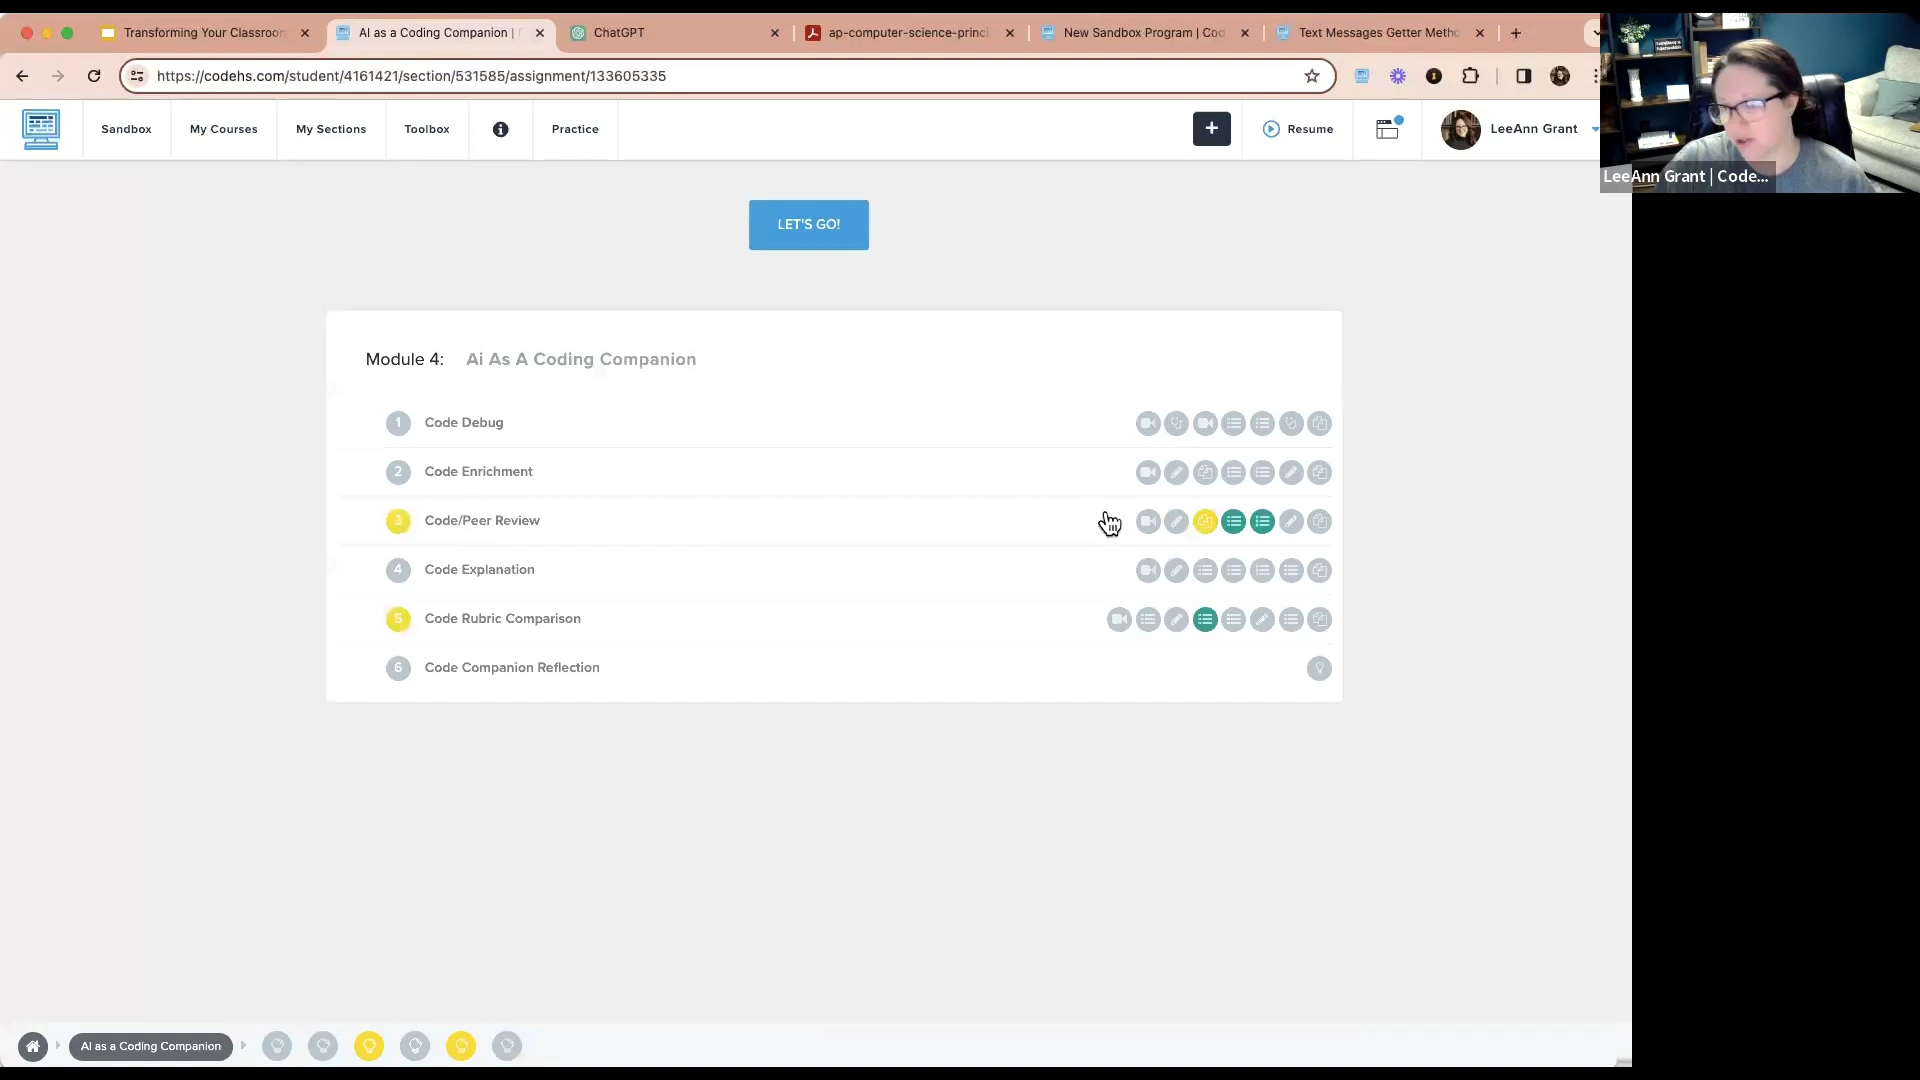 Transforming Your Classroom
AI as a Coding Companion |
ChatGPT
ap-computer-science-princi
New Sandbox Program | Cod
Text Messages Getter Metho
https://codehs.com/student/4161421/section/531585/assignment/133605335
Sandbox
My Courses
My Sections
Toolbox
Practice
+
Resume
LeeAnn Grant
LeeAnn Grant | Code...
LET'S GO!
Module 4: Ai As A Coding Companion
1 Code Debug
2 Code Enrichment
3 Code/Peer Review
4 Code Explanation
5 Code Rubric Comparison
6 Code Companion Reflection
AI as a Coding Companion